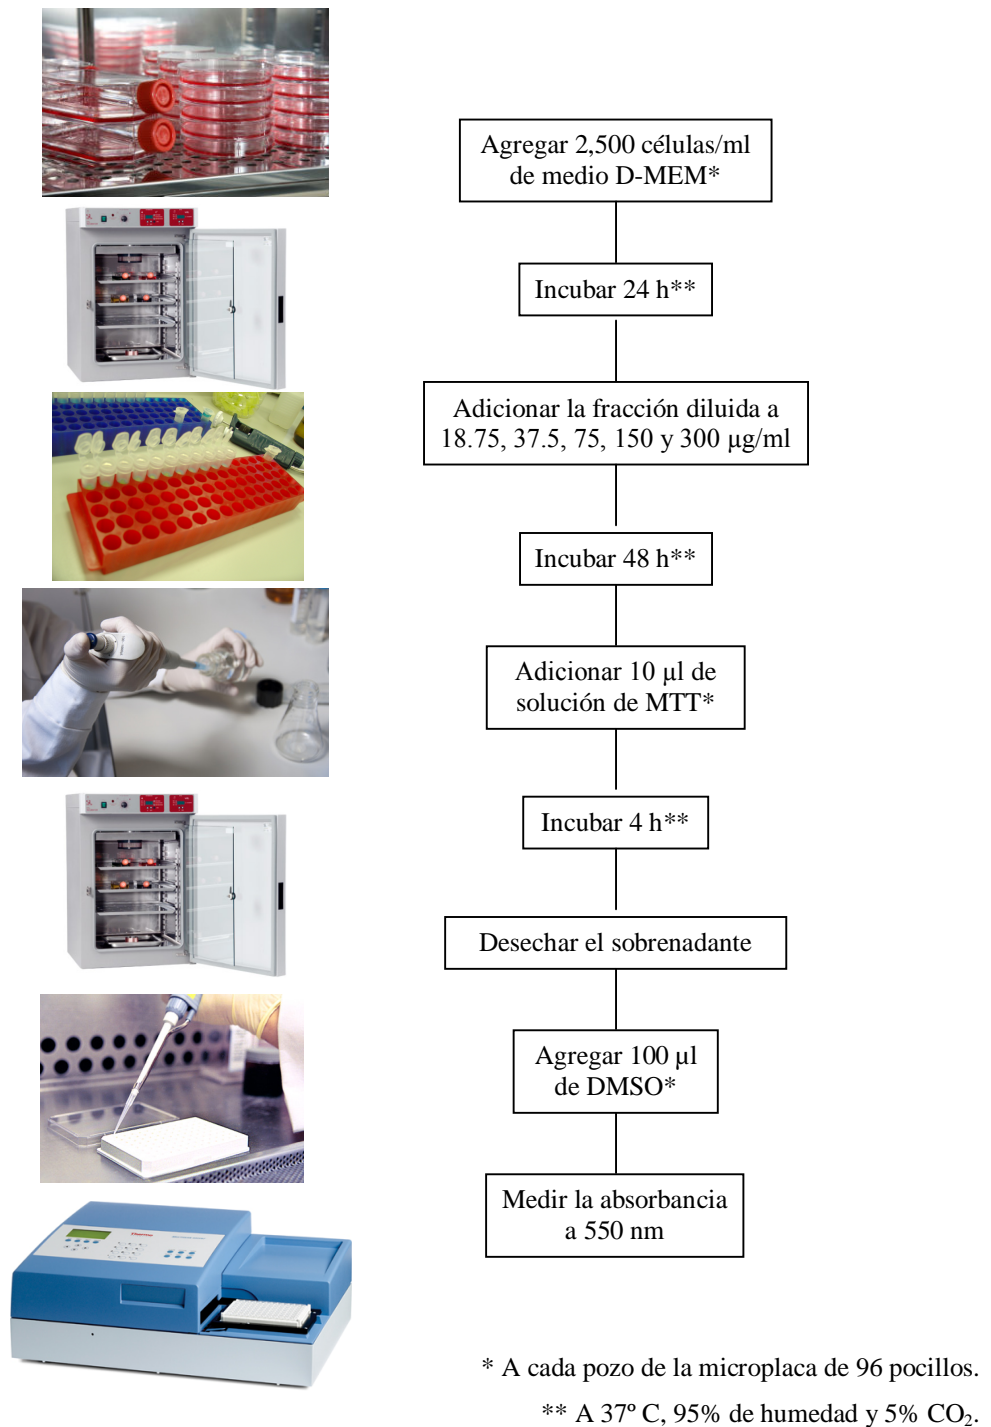 Agregar 2,500 células/ml
de medio D-MEM*
Incubar 24 h**
Adicionar la fracción diluida a
18.75, 37.5, 75, 150 y 300 µg/ml
Incubar 48 h**
Adicionar 10 µl de
solución de MTT*
Incubar 4 h**
Desechar el sobrenadante
Agregar 100 µl
de DMSO*
Medir la absorbancia
a 550 nm
* A cada pozo de la microplaca de 96 pocillos.
** A 37º C, 95% de humedad y 5% CO₂.